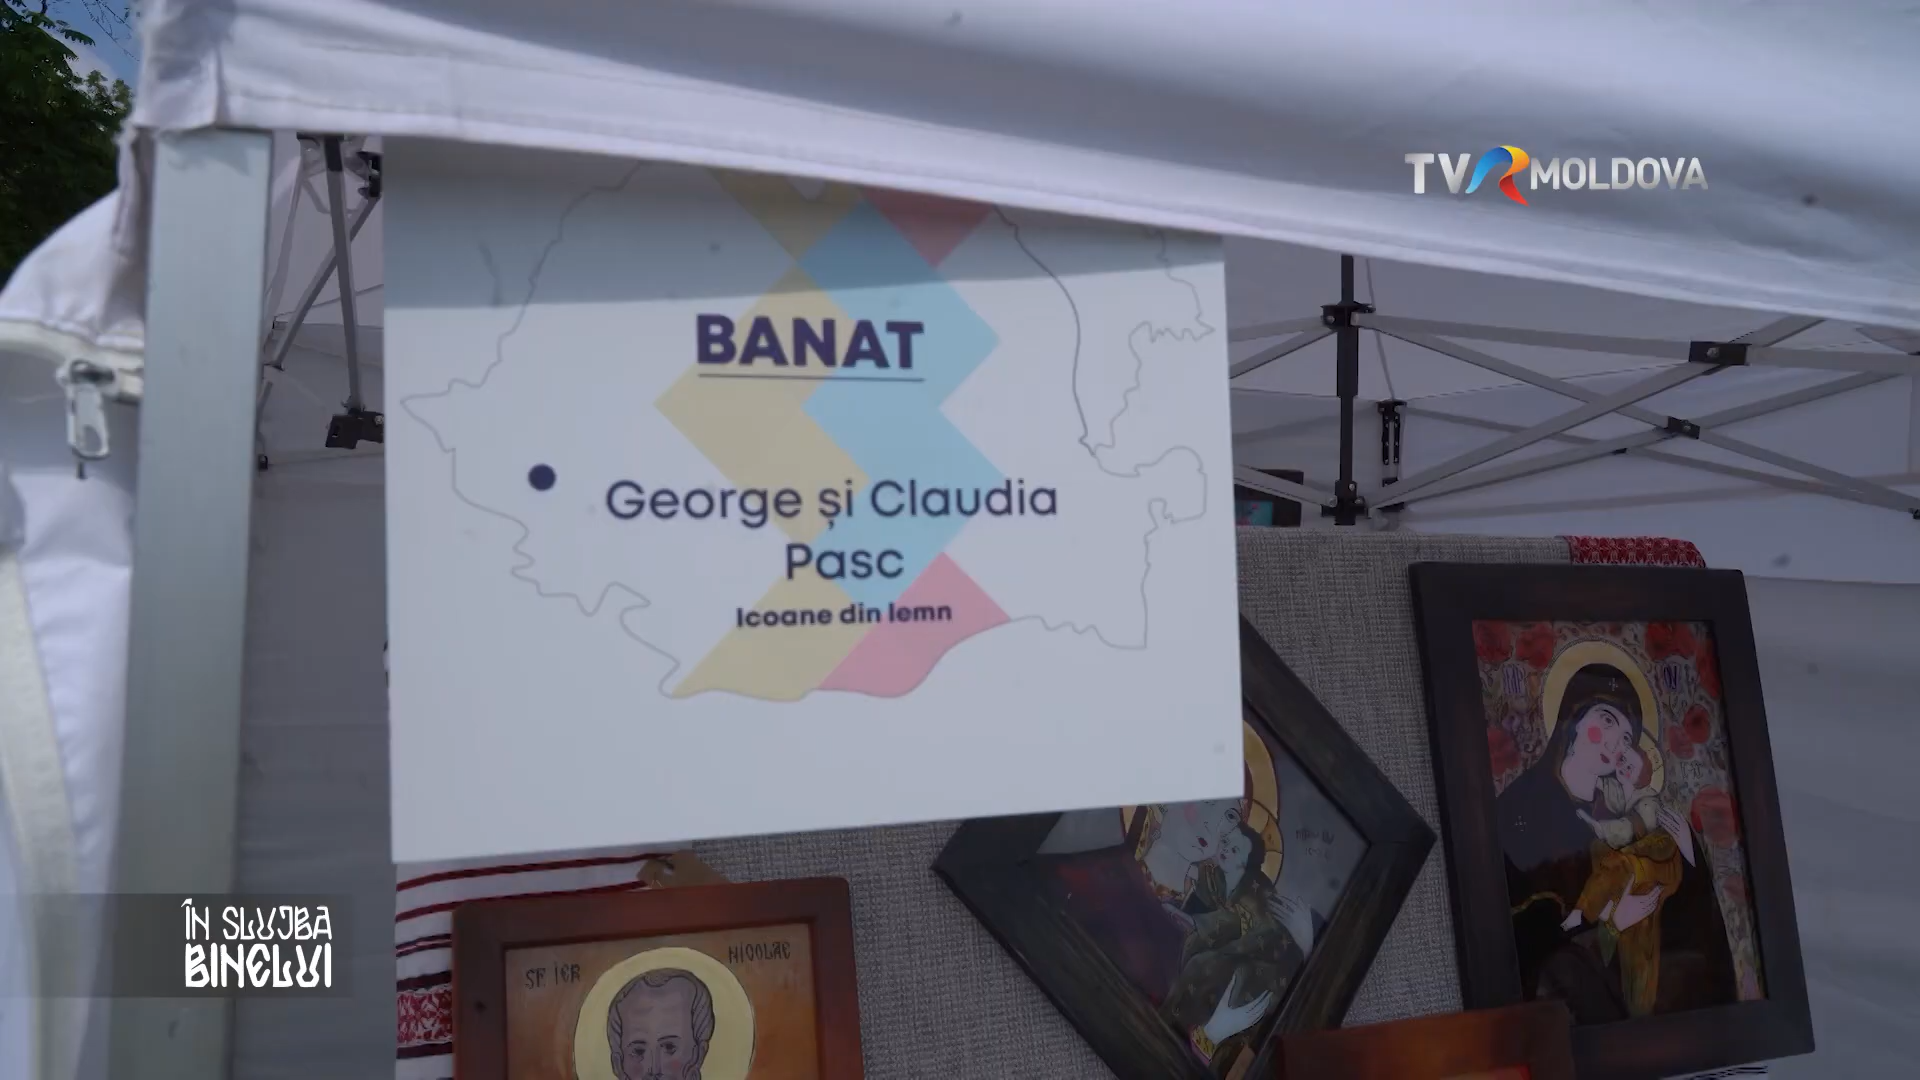 TVR MOLDOVA
BANAT
George și Claudia
Pasc
Icoane din lemn
SF IER NICOLAE
ÎN SLUJBA
BINELUI